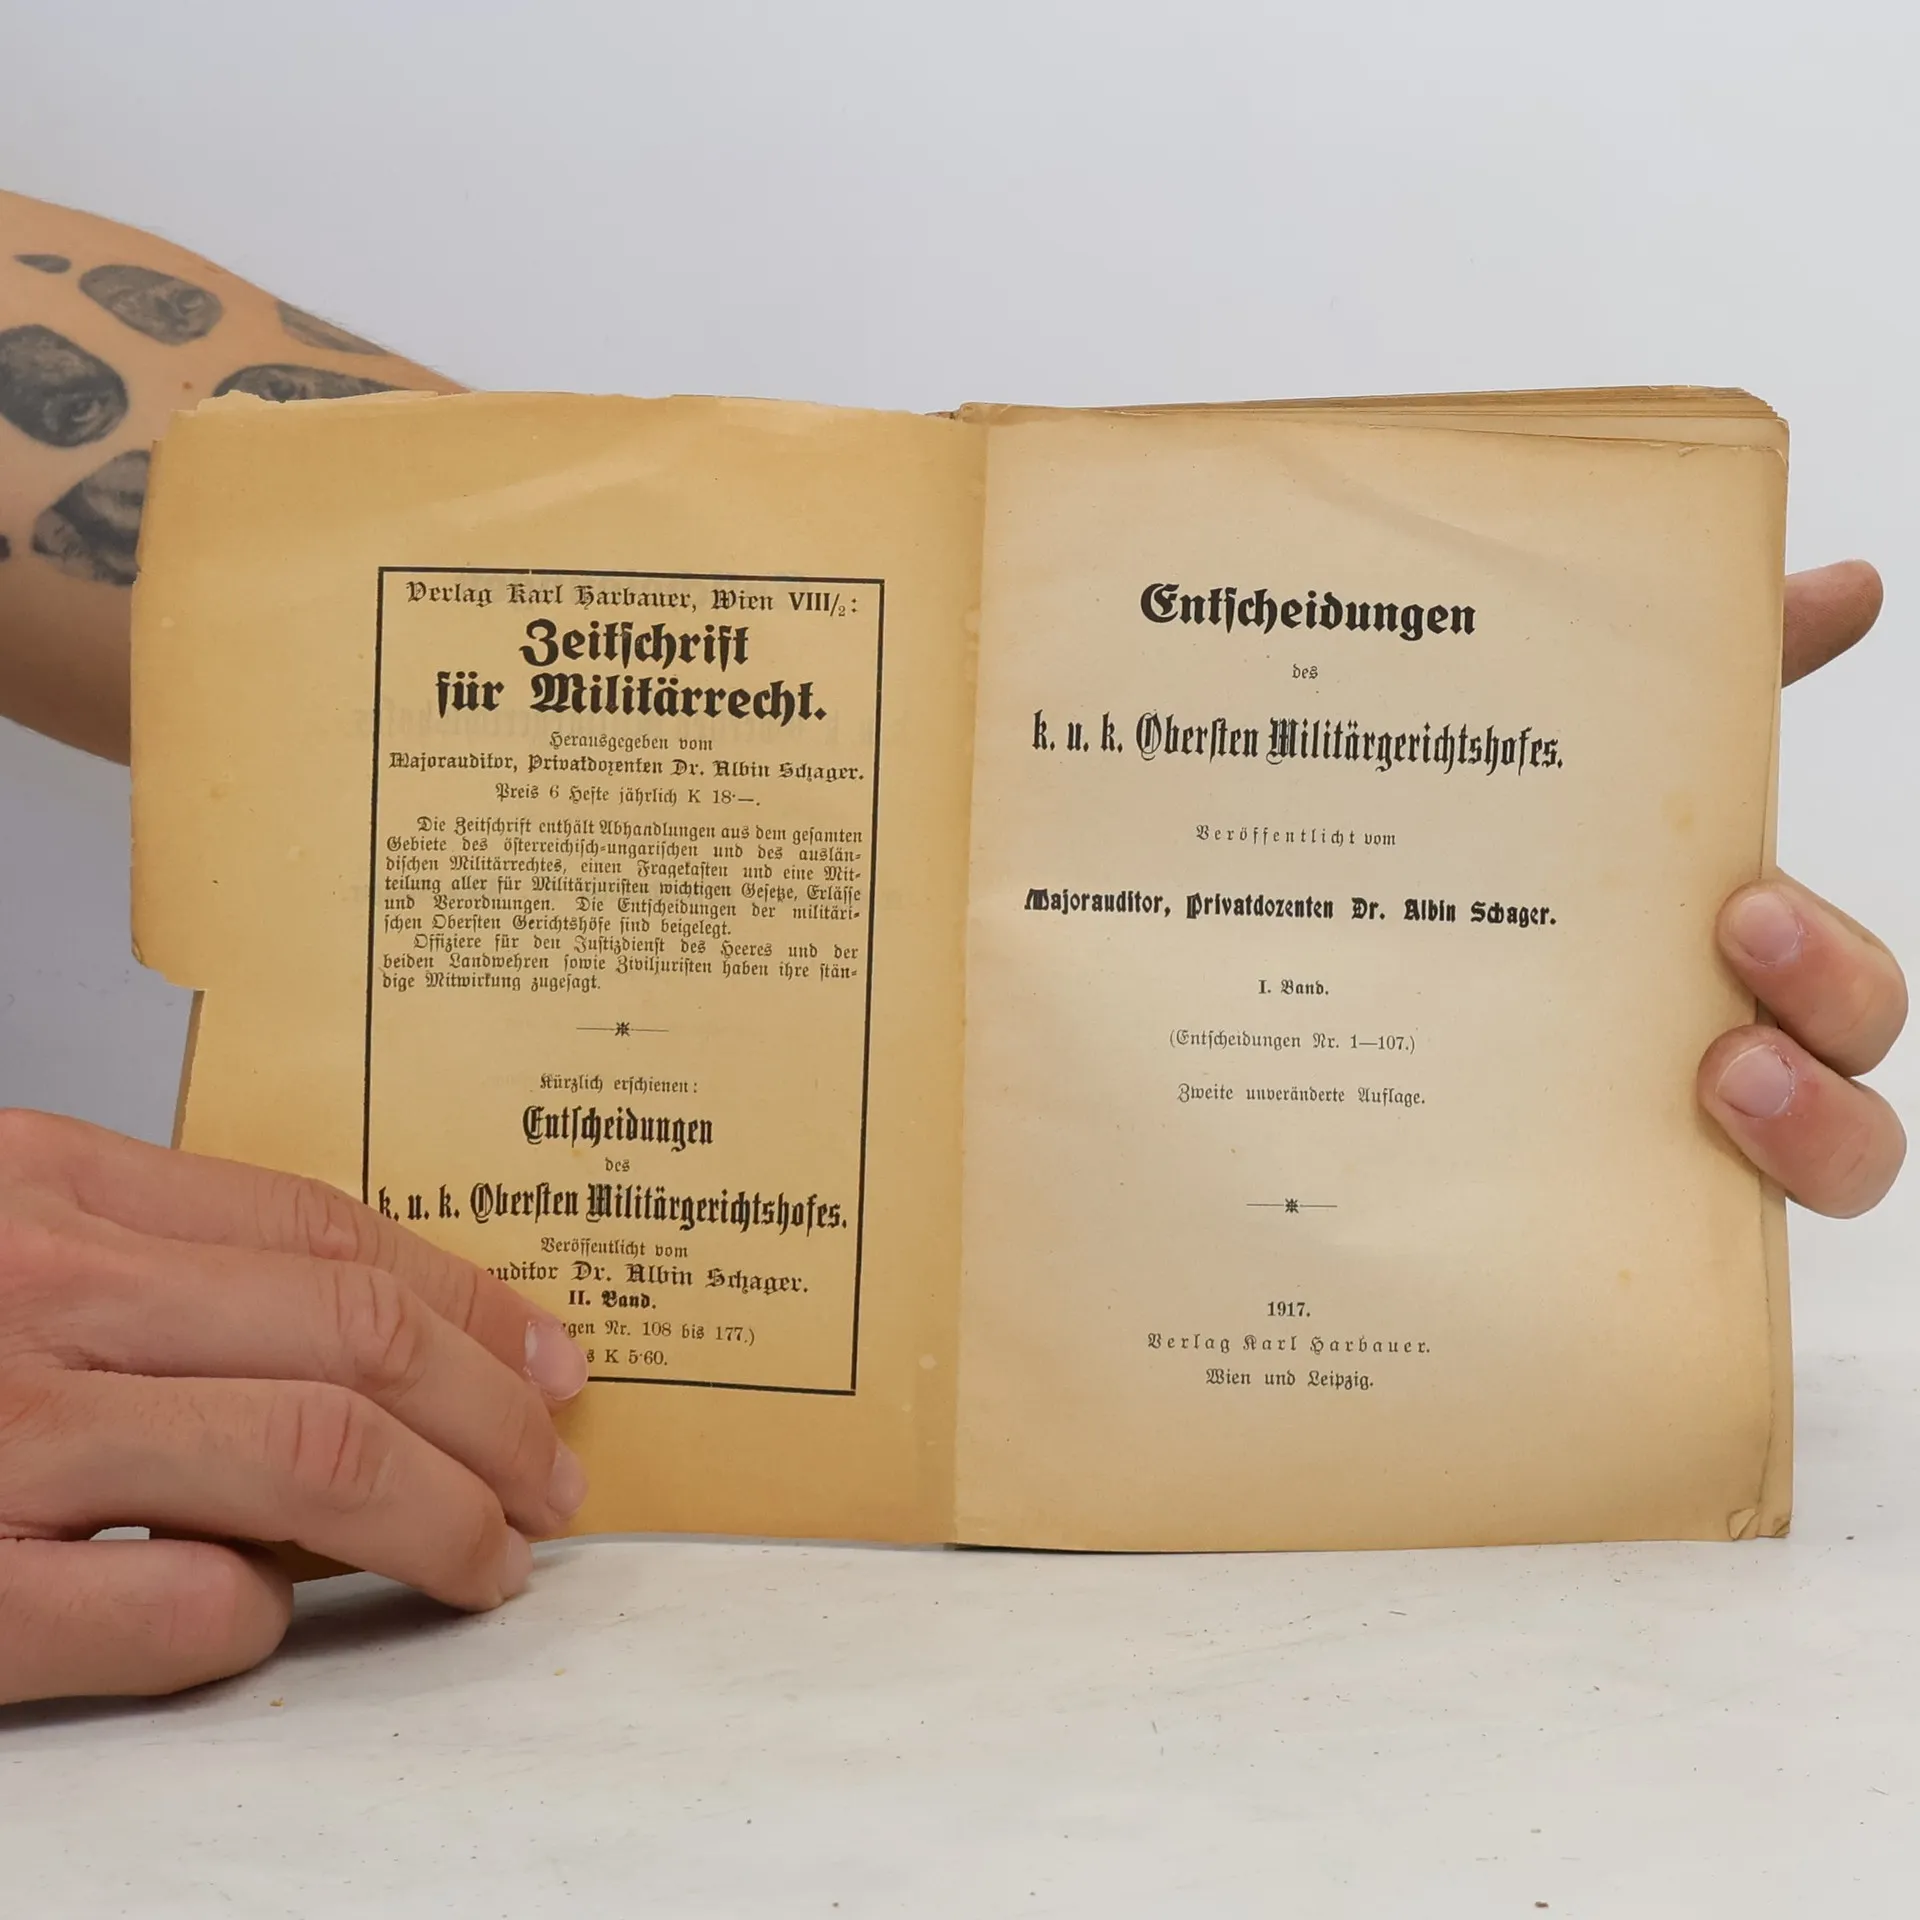 Verlag Karl Harbauer, Wien VIII/2:
Zeitschrift
für Militärrecht.
Herausgegeben vom
Majorauditor, Privatdozenten Dr. Albin Schager.
Preis 6 Hefte jährlich K 18·—.
Die Zeitschrift enthält Abhandlungen aus dem gesamten
Gebiete des österreichisch-ungarischen und des auslän-
dischen Militärrechtes, einen Fragekasten und eine Mit-
teilung aller für Militärjuristen wichtigen Gesetze, Erlässe
und Verordnungen. Die Entscheidungen der militäri-
schen Obersten Gerichtshöfe sind beigelegt.
Offiziere für den Justizdienst des Heeres und der
beiden Landwehren sowie Ziviljuristen haben ihre stän-
dige Mitwirkung zugesagt.
Kürzlich erschienen:
Entscheidungen
des
k. u. k. Obersten Militärgerichtshofes.
Veröffentlicht vom
auditor Dr. Albin Schager.
II. Band.
gen Nr. 108 bis 177.)
s K 5·60.
Entscheidungen
des
k. u. k. Obersten Militärgerichtshofes.
Veröffentlicht vom
Majorauditor, Privatdozenten Dr. Albin Schager.
I. Band.
(Entscheidungen Nr. 1—107.)
Zweite unveränderte Auflage.
1917.
Verlag Karl Harbauer.
Wien und Leipzig.